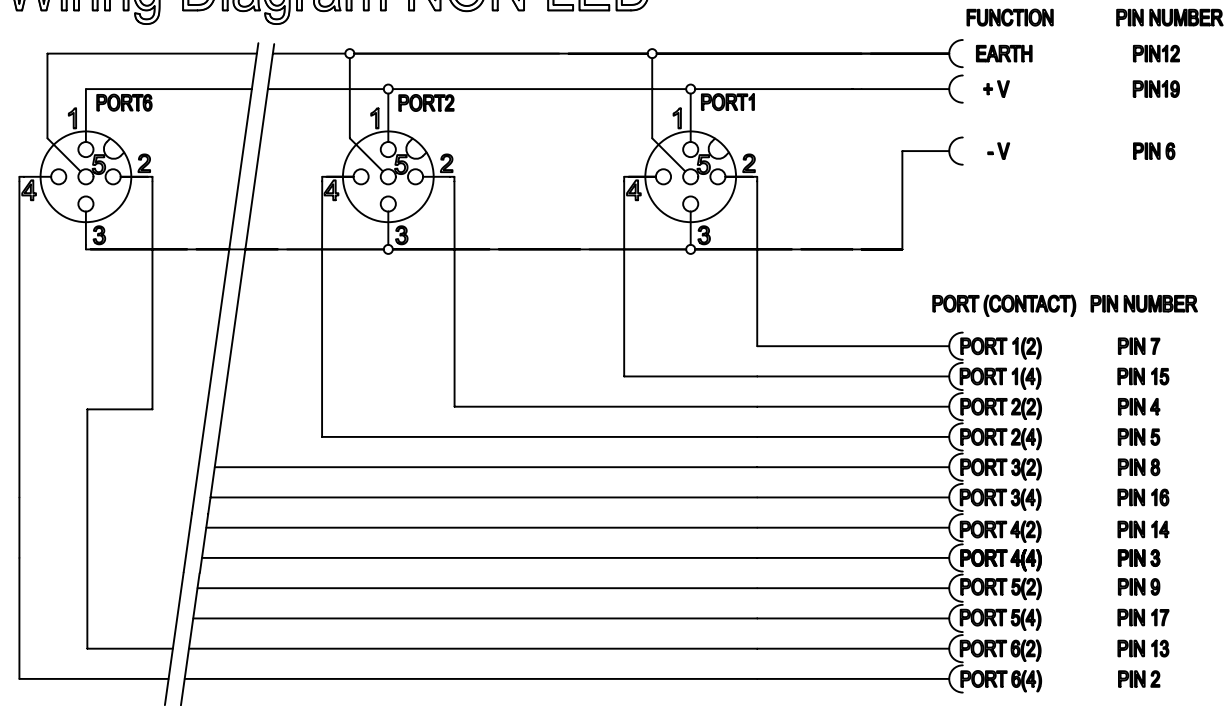 Wiring Diagram NON LED
FUNCTION PIN NUMBER
EARTH PIN12
+ V PIN19
- V PIN 6
PORT6 PORT2 PORT1
1 1 1
5 2 5 2 5 2
4 4 4
3 3 3
PORT (CONTACT) PIN NUMBER
PORT 1(2) PIN 7
PORT 1(4) PIN 15
PORT 2(2) PIN 4
PORT 2(4) PIN 5
PORT 3(2) PIN 8
PORT 3(4) PIN 16
PORT 4(2) PIN 14
PORT 4(4) PIN 3
PORT 5(2) PIN 9
PORT 5(4) PIN 17
PORT 6(2) PIN 13
PORT 6(4) PIN 2